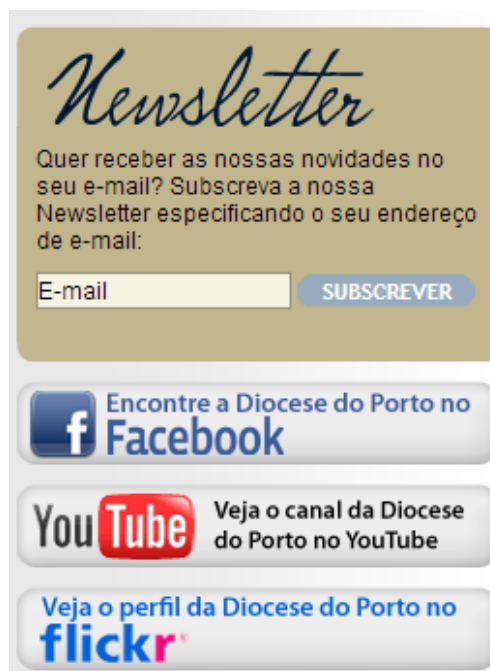 Newsletter
Quer receber as nossas novidades no
seu e-mail? Subscreva a nossa
Newsletter especificando o seu endereço
de e-mail:
E-mail SUBSCREVER
Encontre a Diocese do Porto no
f Facebook
YouTube Veja o canal da Diocese
do Porto no YouTube
Veja o perfil da Diocese do Porto no
flickr